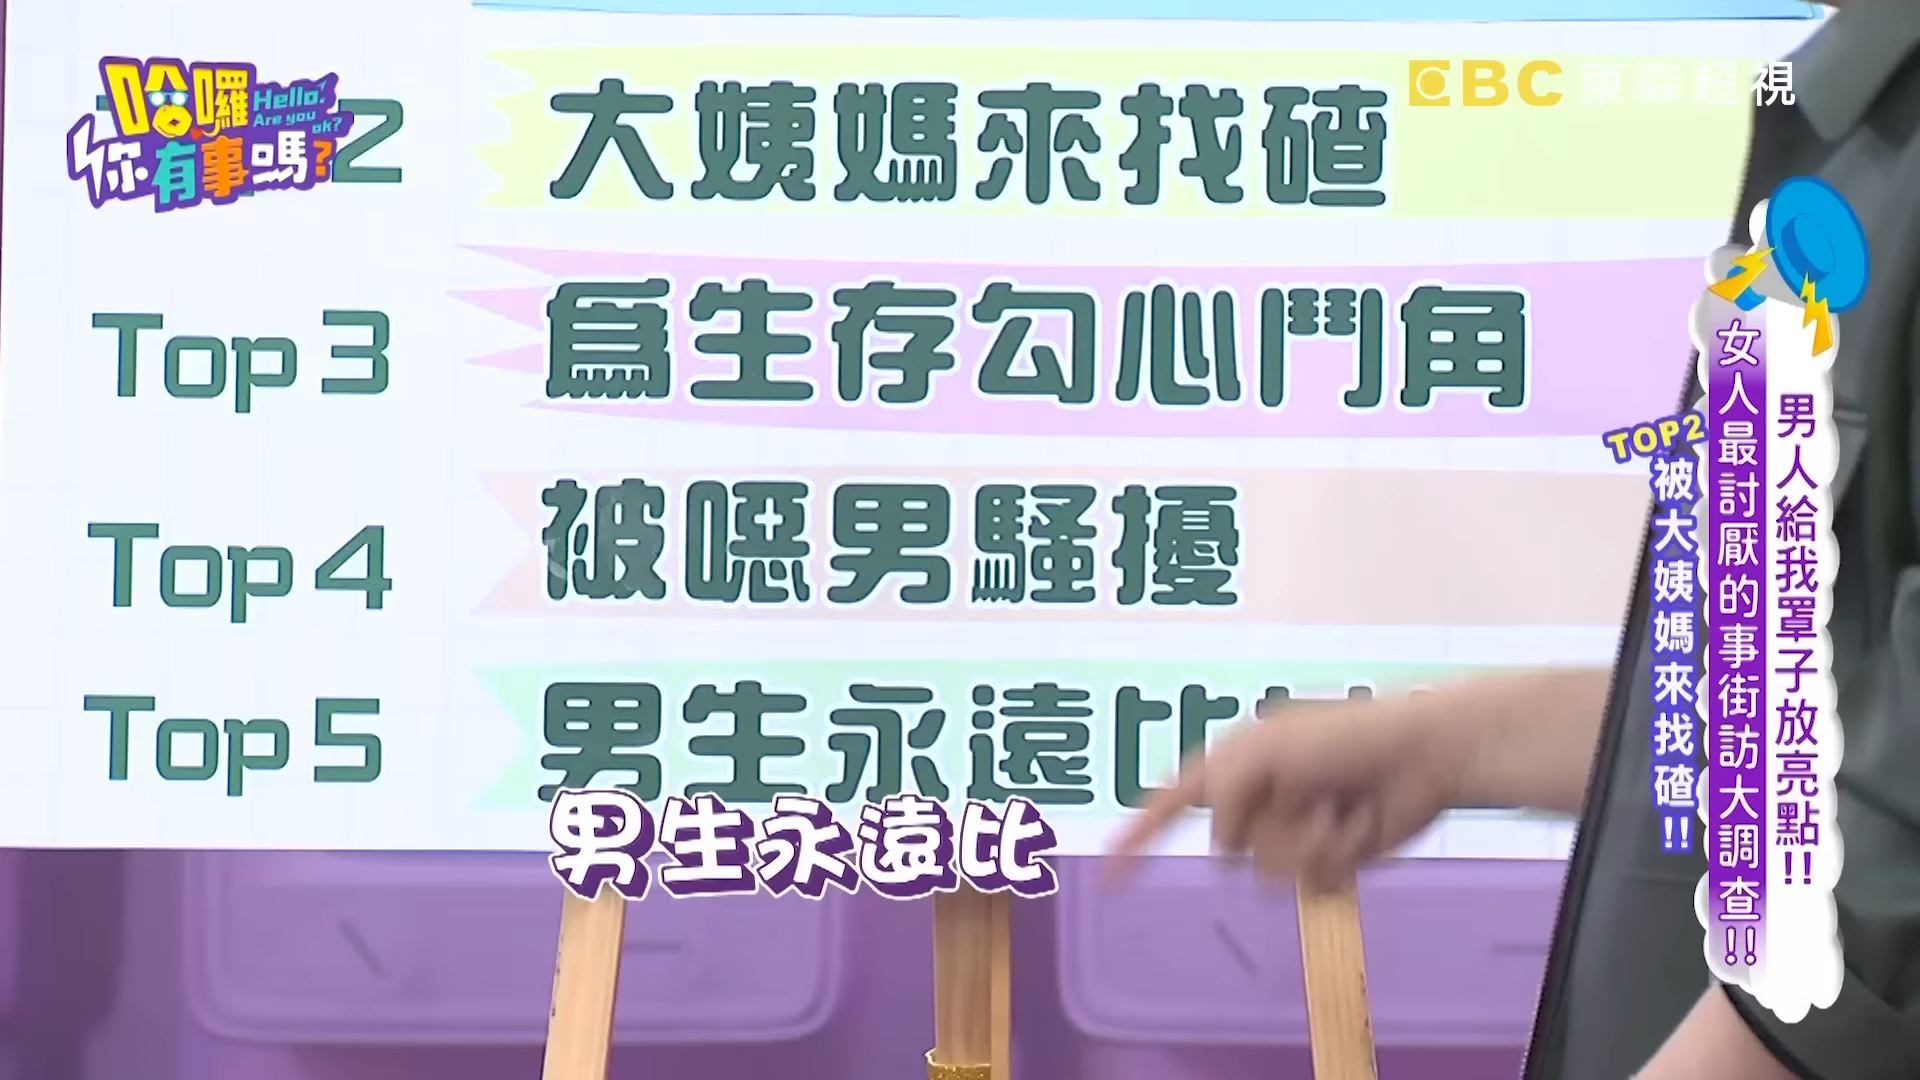 哈囉 Hello!
Are you ok?
你有事嗎?
EBC 東森超視
2 大姨媽來找碴
Top 3 為生存勾心鬥角
Top 4 被噁男騷擾
Top 5 男生永遠比
男生永遠比
男人給我罩子放亮點!!
女人最討厭的事街訪大調查!!
TOP2 被大姨媽來找碴!!